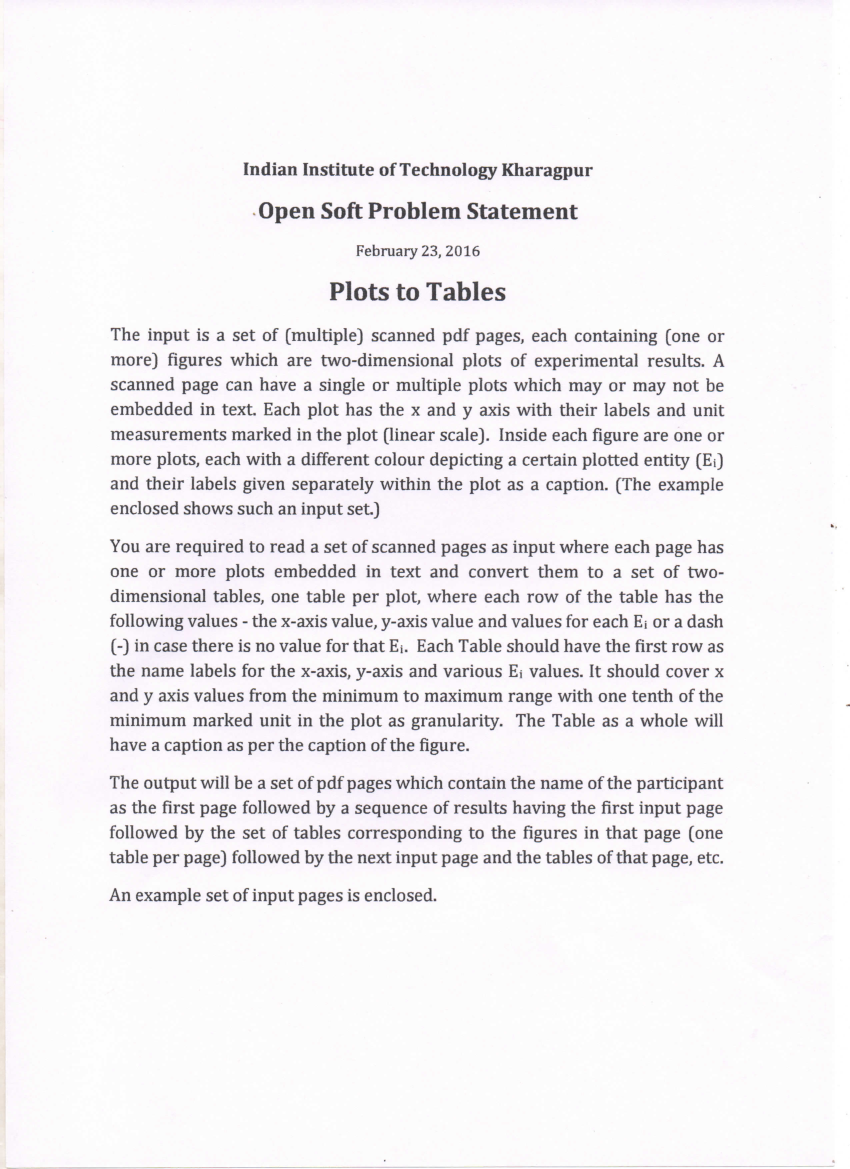 Indian Institute of Technology Kharagpur
Open Soft Problem Statement
February 23, 2016
Plots to Tables
The input is a set of (multiple) scanned pdf pages, each containing (one or
more) figures which are two-dimensional plots of experimental results. A
scanned page can have a single or multiple plots which may or may not be
embedded in text. Each plot has the x and y axis with their labels and unit
measurements marked in the plot (linear scale). Inside each figure are one or
more plots, each with a different colour depicting a certain plotted entity (Eᵢ)
and their labels given separately within the plot as a caption. (The example
enclosed shows such an input set.)
You are required to read a set of scanned pages as input where each page has
one or more plots embedded in text and convert them to a set of two-
dimensional tables, one table per plot, where each row of the table has the
following values - the x-axis value, y-axis value and values for each Eᵢ or a dash
(-) in case there is no value for that Eᵢ. Each Table should have the first row as
the name labels for the x-axis, y-axis and various Eᵢ values. It should cover x
and y axis values from the minimum to maximum range with one tenth of the
minimum marked unit in the plot as granularity. The Table as a whole will
have a caption as per the caption of the figure.
The output will be a set of pdf pages which contain the name of the participant
as the first page followed by a sequence of results having the first input page
followed by the set of tables corresponding to the figures in that page (one
table per page) followed by the next input page and the tables of that page, etc.
An example set of input pages is enclosed.